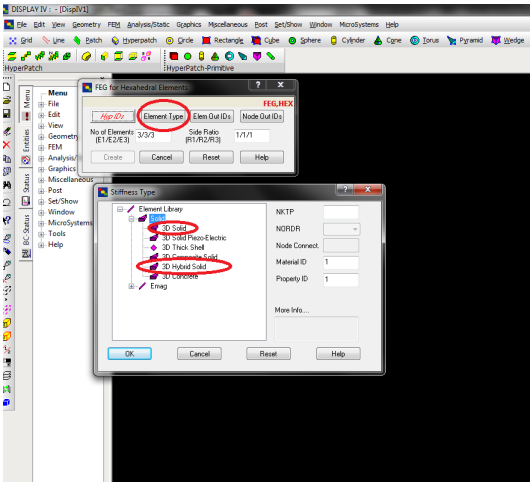 DISPLAY IV : - [DispIV1]
File Edit View Geometry FEM Analysis/Static Graphics Miscellaneous Post Set/Show Window MicroSystems Help
Grid Line Patch Hyperpatch Circle Rectangle Cube Sphere Cylinder Cone Torus Pyramid Wedge
HyperPatch HyperPatch-Primitive
Menu
Entities
Status
BC-Status
Menu
File
Edit
View
Geometry
FEM
Analysis/
Graphics
Miscellaneous
Post
Set/Show
Window
MicroSystems
Tools
Help
FEG for Hexahedral Elements
FEG,HEX
Hyp IDs Element Type Elem Out IDs Node Out IDs
No of Elements 3/3/3 Side Ratio 1/1/1
(E1/E2/E3) (R1/R2/R3)
Create Cancel Reset Help
Stiffness Type
Element Library
Solid
3D Solid
3D Solid Piezo-Electric
3D Thick Shell
3D Composite Solid
3D Hybrid Solid
3D Concrete
Emag
NKTP
NORDR
Node Connect.
Material ID 1
Property ID 1
More Info....
OK Cancel Reset Help